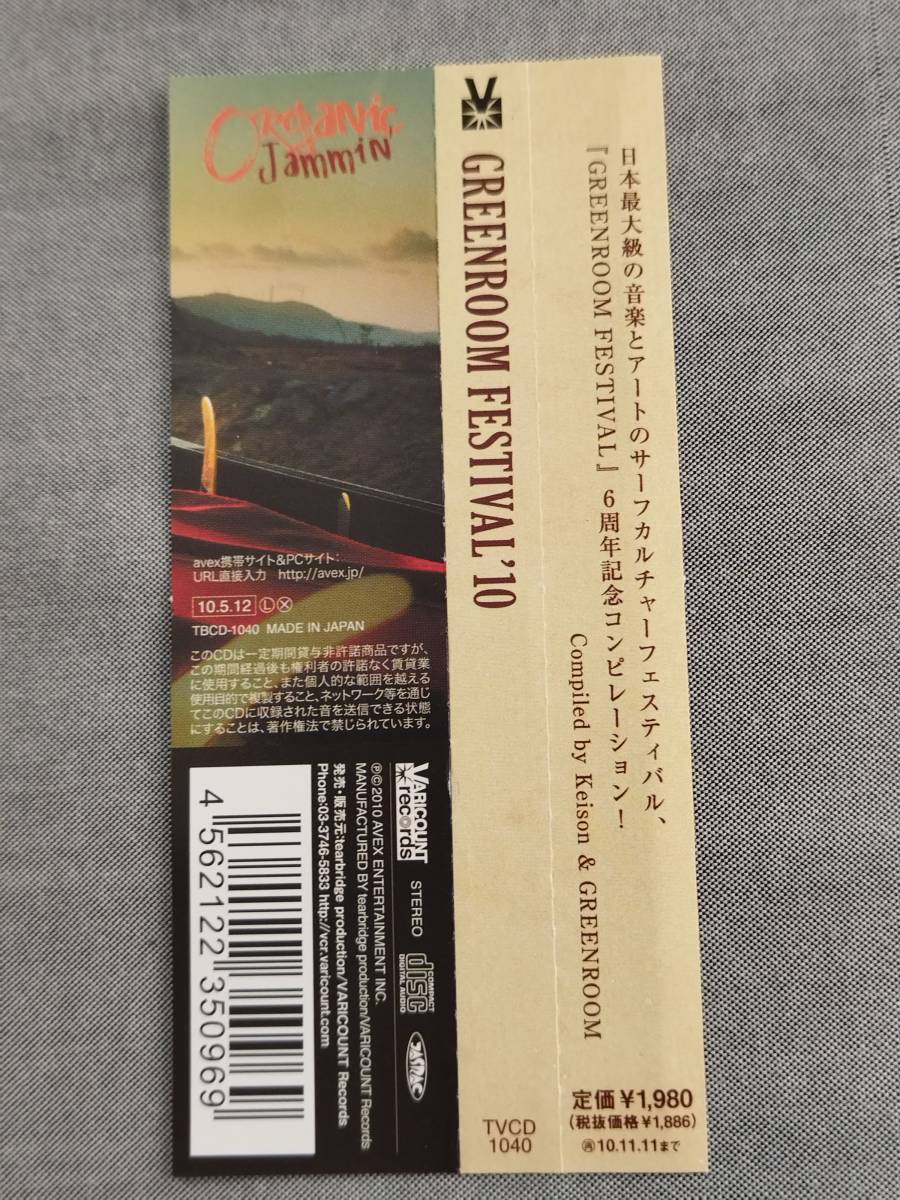 Organic
Jammin'
avex携帯サイト&PCサイト:
URL直接入力 http://avex.jp/
10.5.12 Ⓛ Ⓧ
TBCD-1040 MADE IN JAPAN
このCDは一定期間貸与非許諾商品ですが、
この期間経過後も権利者の許諾なく賃貸業
に使用すること、また個人的な範囲を越える
使用目的で複製すること、ネットワーク等を通じ
てこのCDに収録された音を送信できる状態
にすることは、著作権法で禁じられています。
VARICOUNT
records
STEREO
COMPACT
disc
DIGITAL AUDIO
JASRAC
℗©2010 AVEX ENTERTAINMENT INC.
MANUFACTURED BY tearbridge production/VARICOUNT Records
発売・販売元:tearbridge production/VARICOUNT Records
Phone:03-3746-5833 http://vcr.varicount.com
4 562122 350969
V
GREENROOM FESTIVAL '10
TVCD
1040
日本最大級の音楽とアートのサーフカルチャーフェスティバル、
『GREENROOM FESTIVAL』 6周年記念コンピレーション!
Compiled by Keison & GREENROOM
定価¥1,980
(税抜価格¥1,886)
㊐10.11.11まで